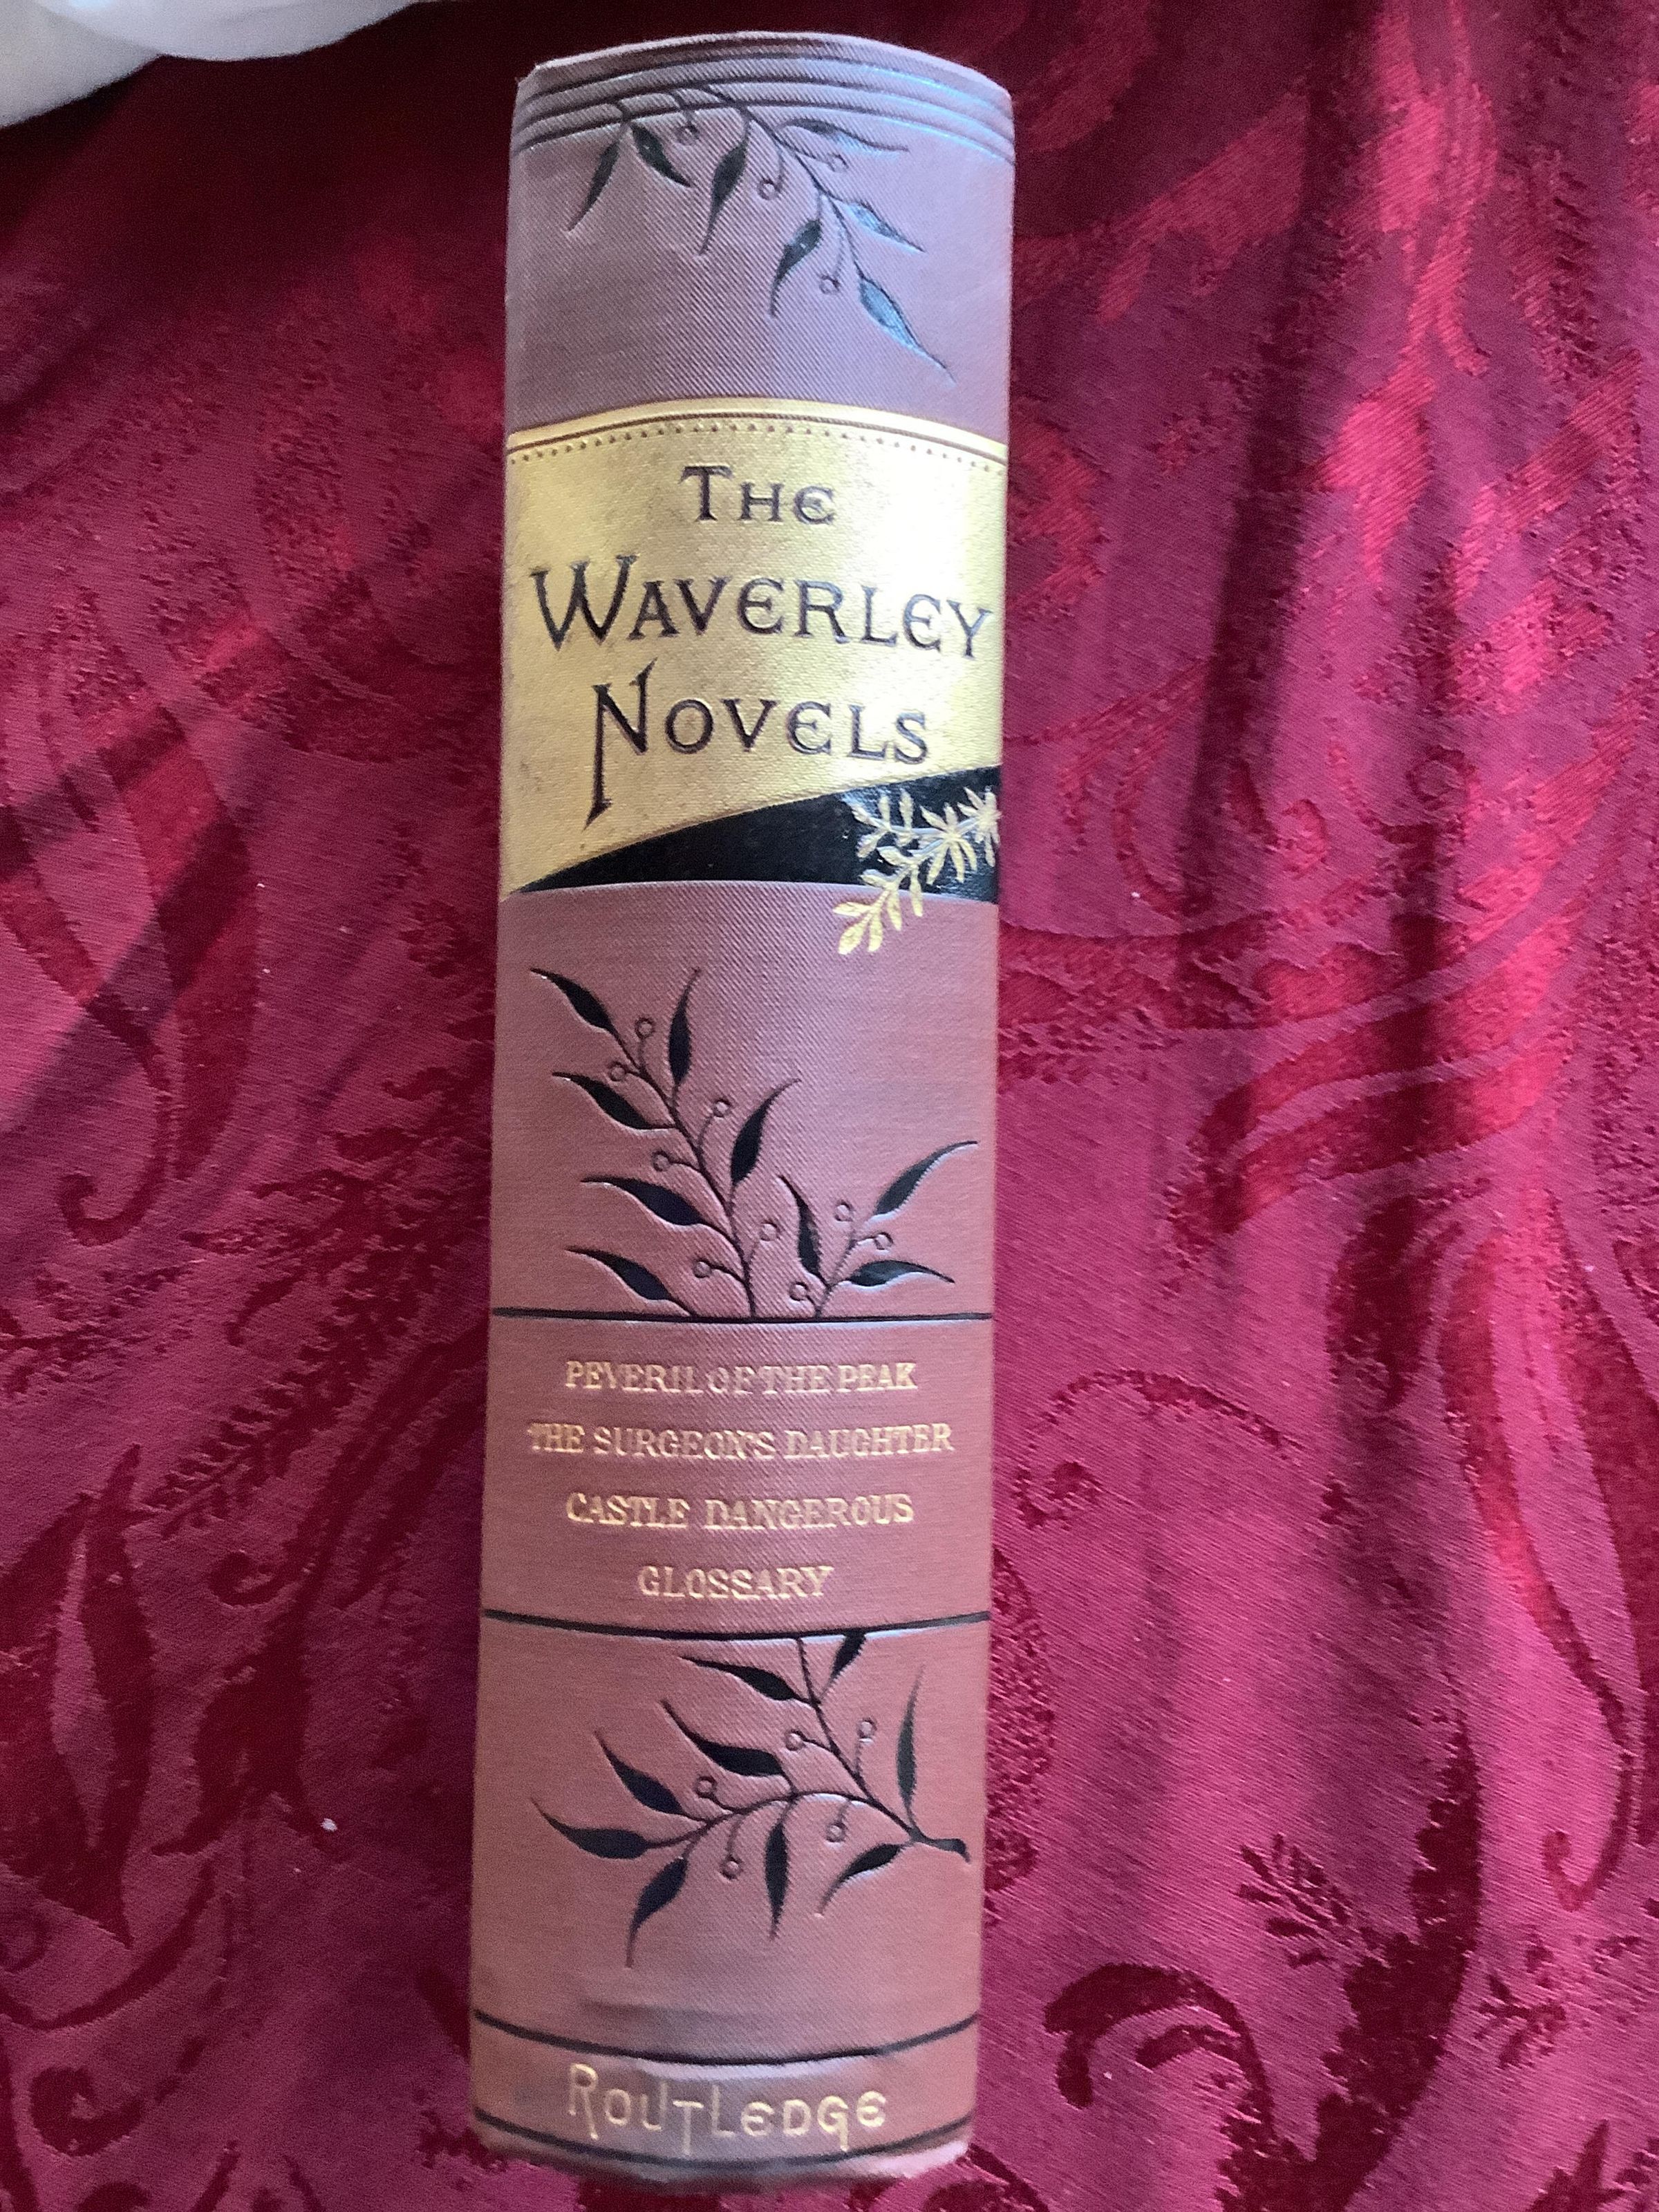 THE
WAVERLEY
NOVELS
PEVERIL OF THE PEAK
THE SURGEON'S DAUGHTER
CASTLE DANGEROUS
GLOSSARY
ROUTLEDGE